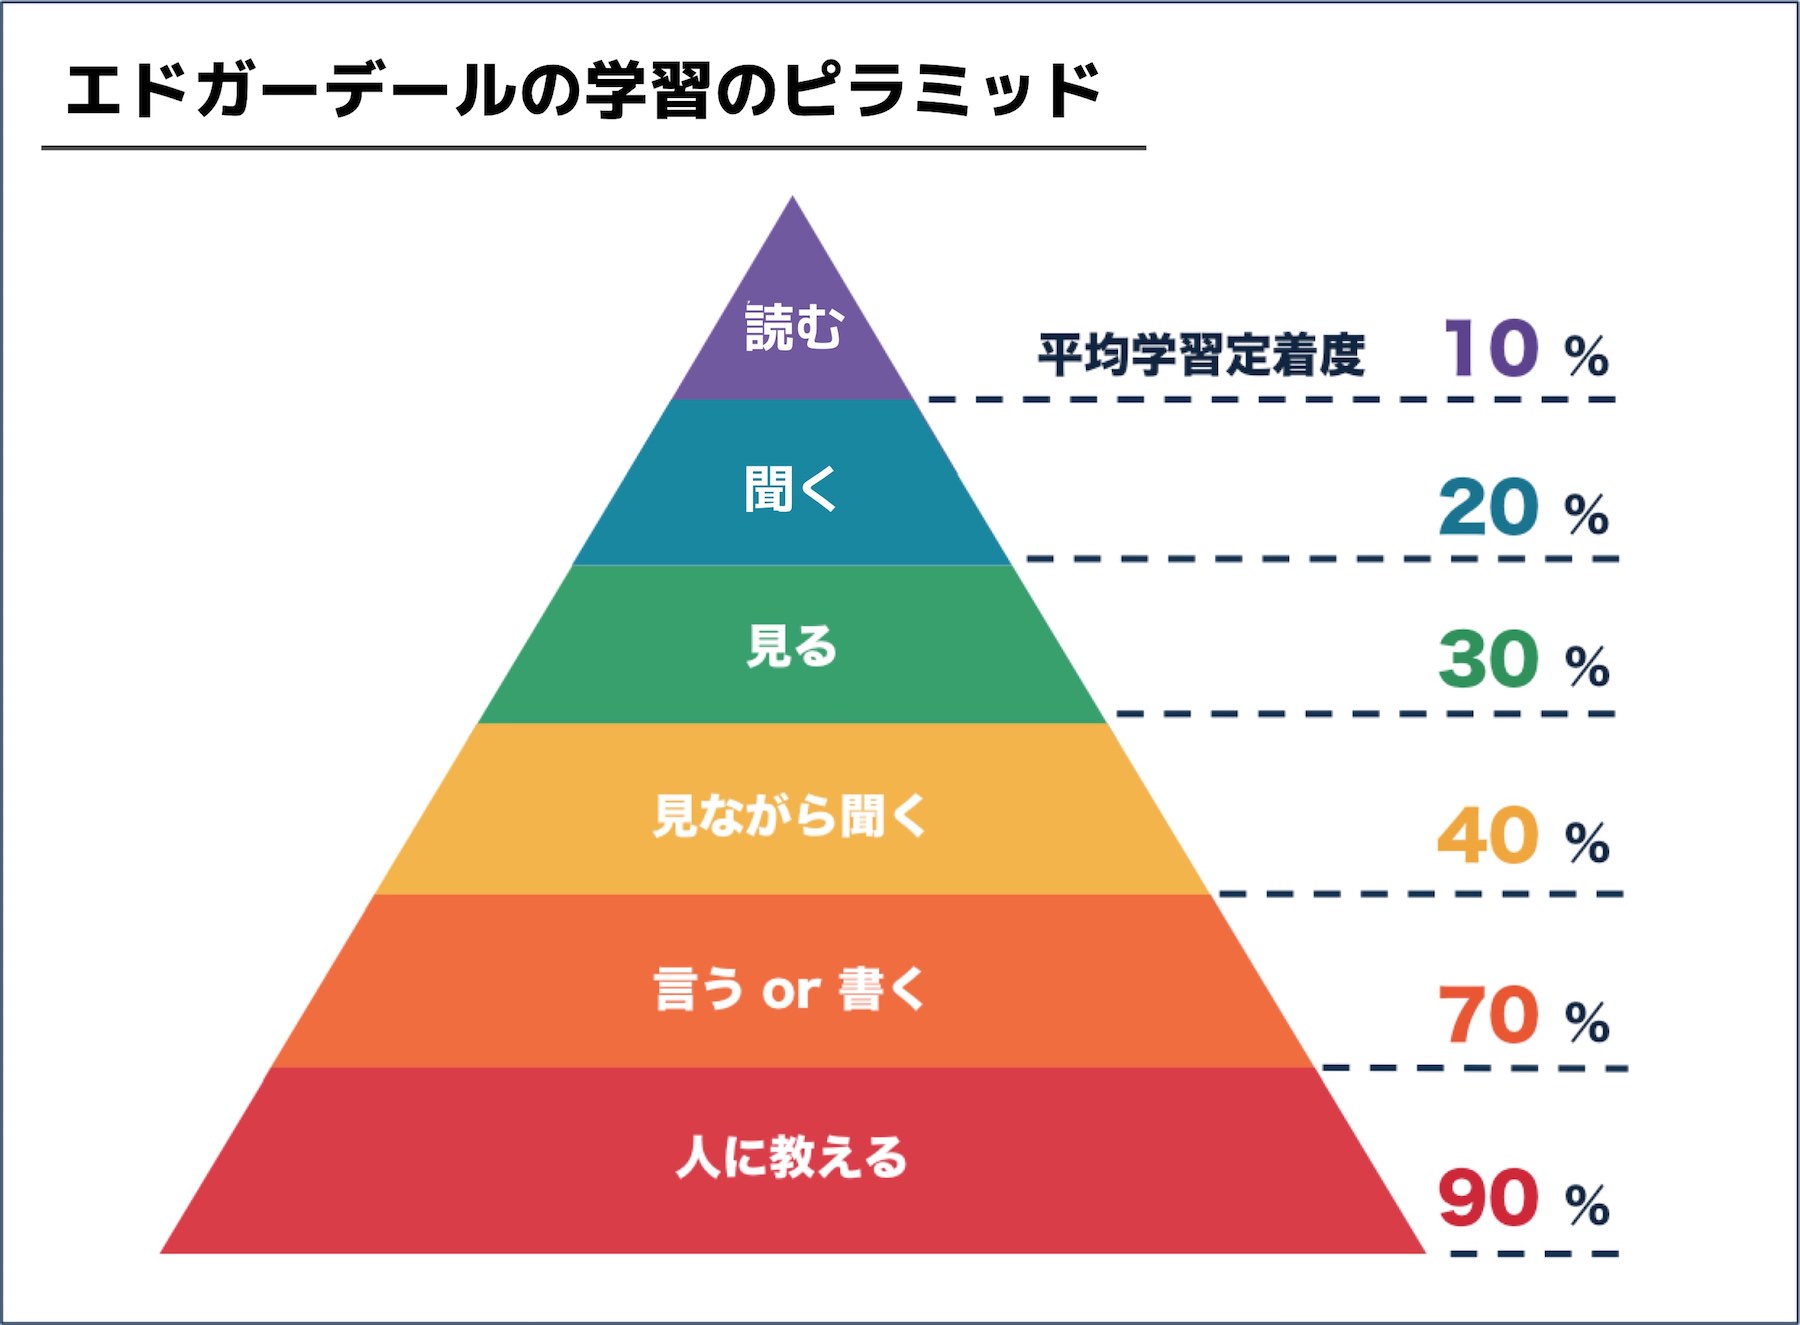 エドガーデールの学習のピラミッド
読む
平均学習定着度 10 %
聞く
20 %
見る
30 %
見ながら聞く
40 %
言う or 書く
70 %
人に教える
90 %